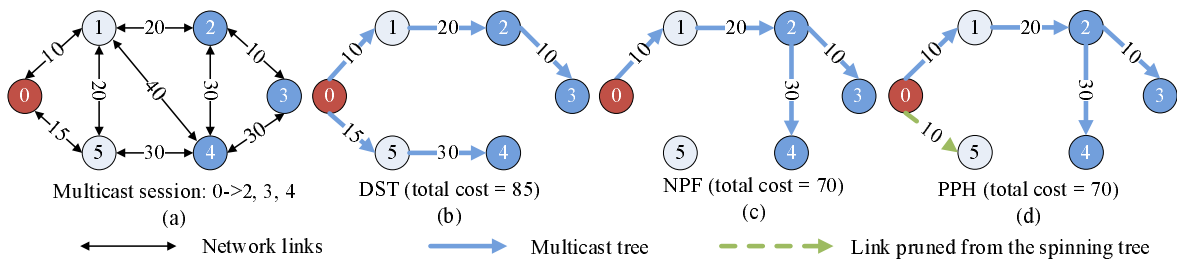 1 20 2
10 10
0 20 40 30 3
15 30
5 30 4
Multicast session: 0->2, 3, 4
(a)
1 20 2
10 10
0 3
15
5 30 4
DST (total cost = 85)
(b)
1 20 2
10 10
0 30 3
5 4
NPF (total cost = 70)
(c)
1 20 2
10 10
0 30 3
10
5 4
PPH (total cost = 70)
(d)
Network links
Multicast tree
Link pruned from the spinning tree